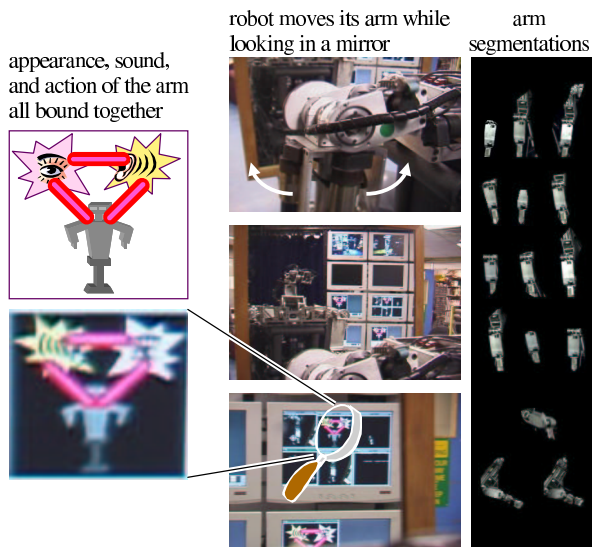 robot moves its arm while
looking in a mirror
arm
segmentations
appearance, sound,
and action of the arm
all bound together